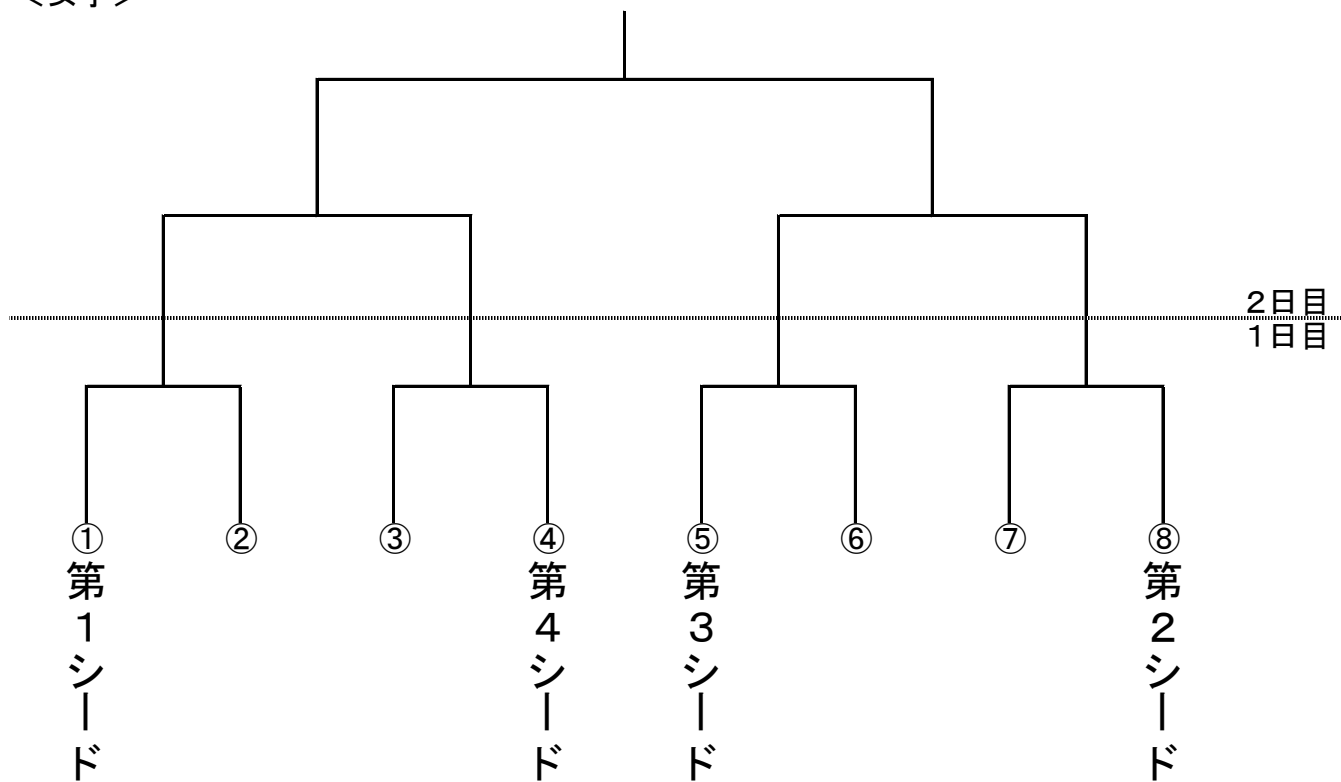 2日目
1日目
① ② ③ ④ ⑤ ⑥ ⑦ ⑧
第1シード
第4シード
第3シード
第2シード